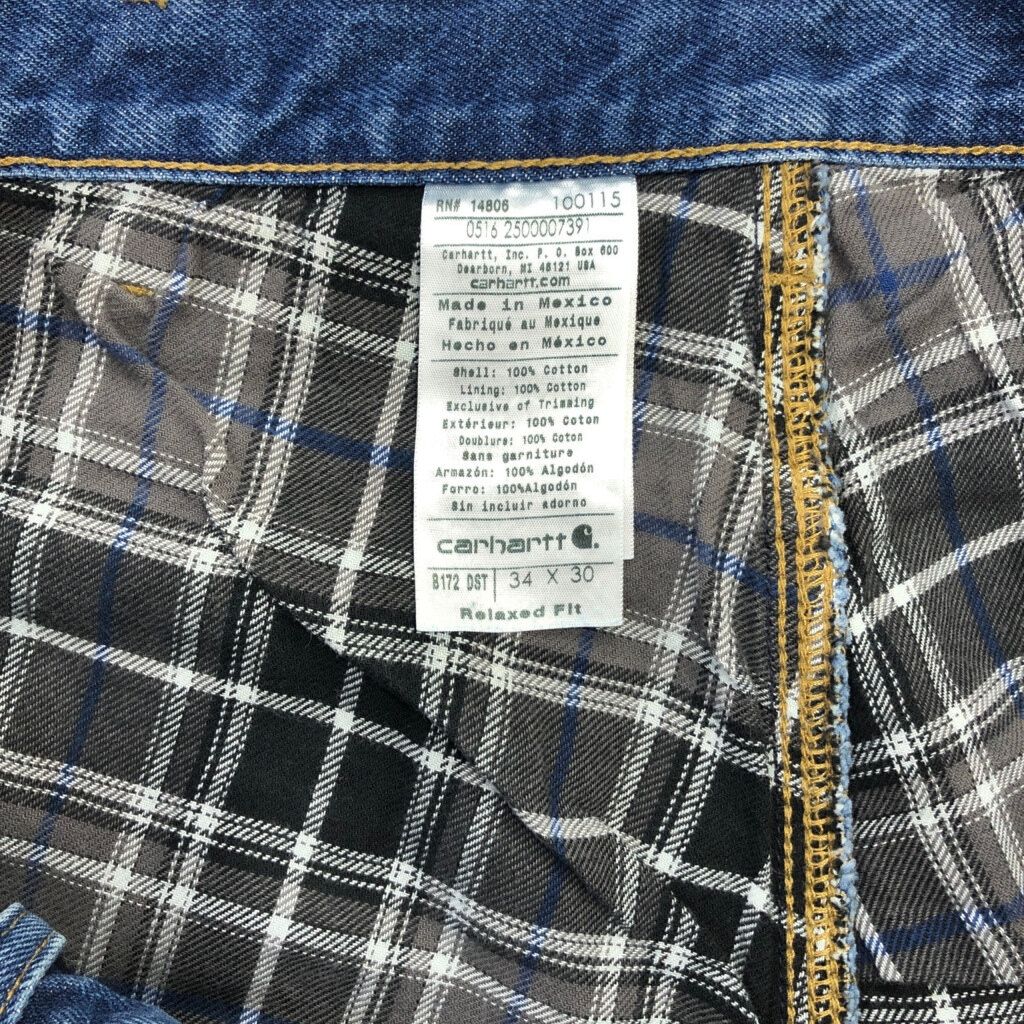 RN# 14806 100115
0516 2500007391
Carhartt, Inc. P. O. Box 600
Dearborn, MI 48121 USA
carhartt.com
Made in Mexico
Fabriqué au Mexique
Hecho en México
Shell: 100% Cotton
Lining: 100% Cotton
Exclusive of Trimming
Extérieur: 100% Coton
Doublure: 100% Coton
Sans garniture
Armazón: 100% Algodón
Forro: 100%Algodón
Sin incluir adorno
carhartt
B172 DST 34 X 30
Relaxed Fit